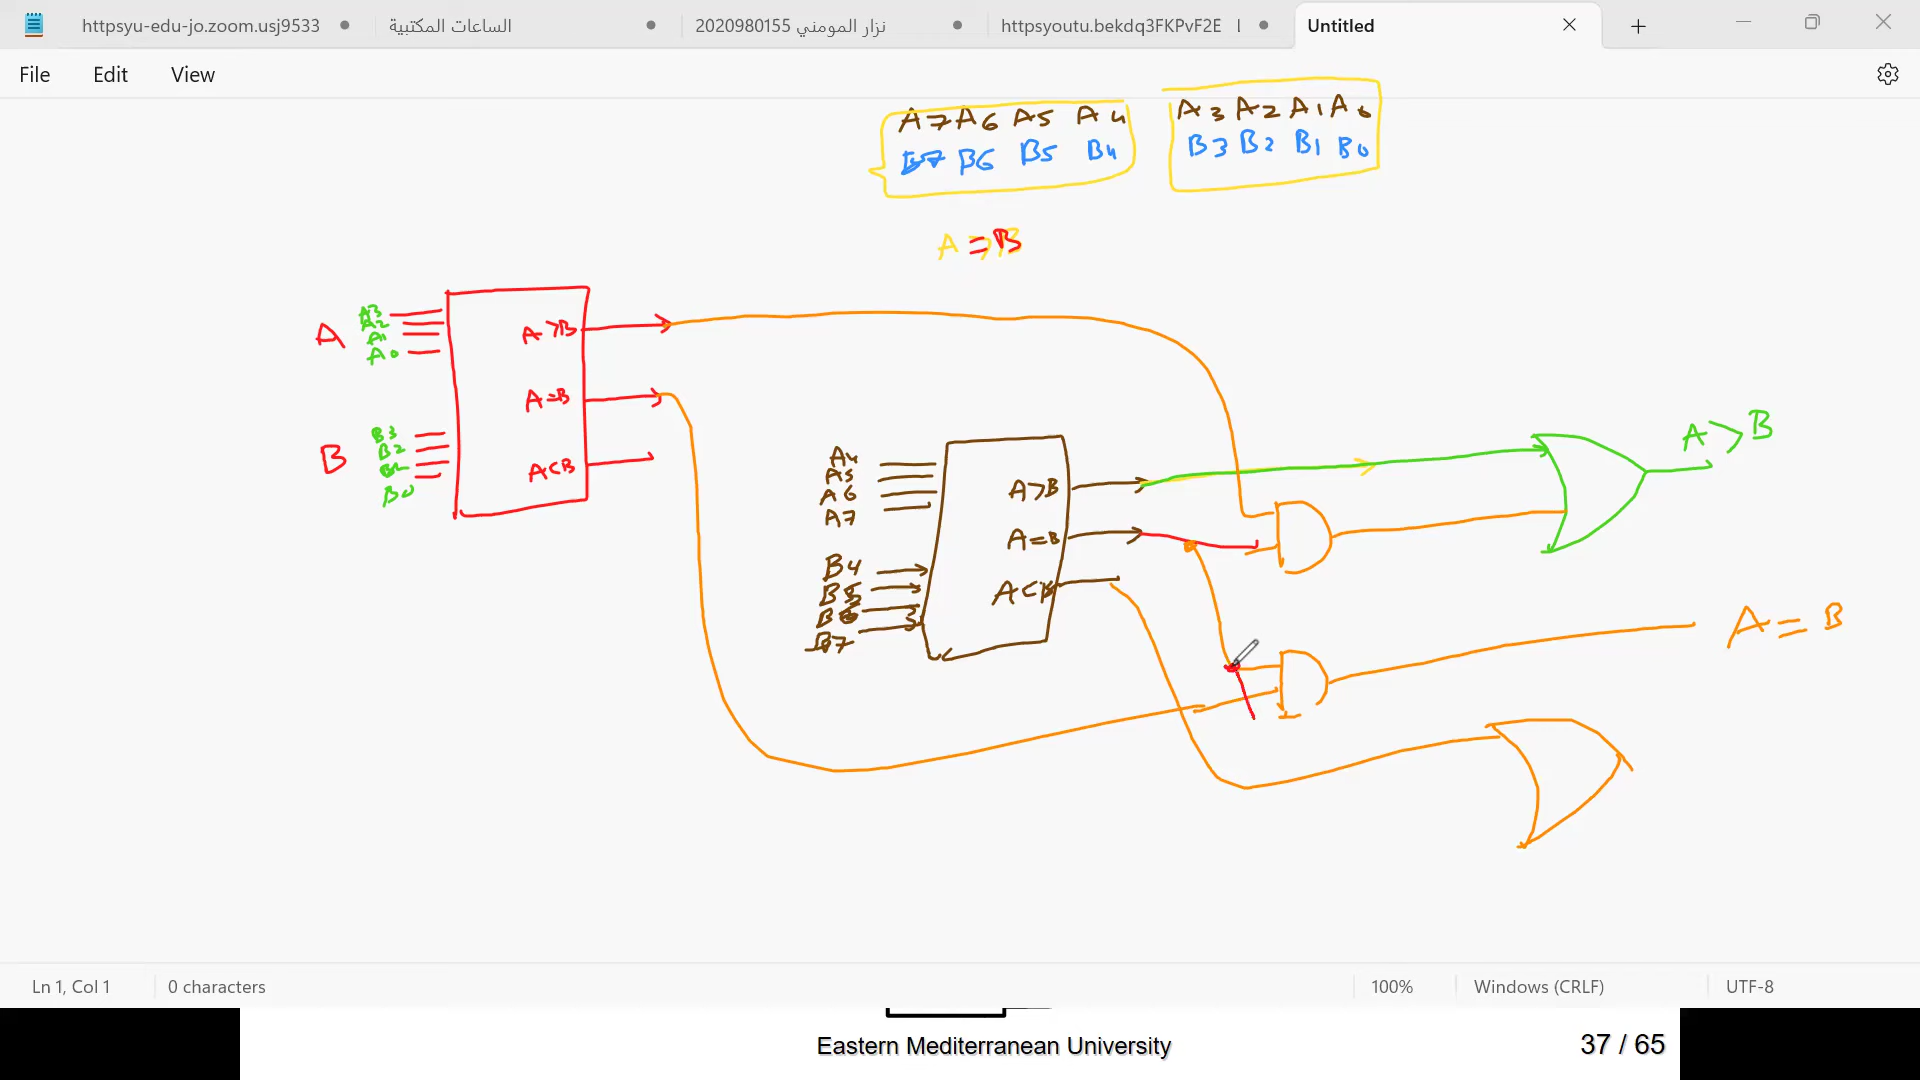 httpsyu-edu-jo.zoom.usj9533
الساعات المكتبية
نزار المومني 2020980155
httpsyoutu.bekdq3FKPvF2E
Untitled
File Edit View
A7 A6 A5 A4 A3 A2 A1 A0
B7 B6 B5 B4 B3 B2 B1 B0
A = B
A
A3
A2
A1
A0
A>B
A=B
A<B
B
B3
B2
B0
A4
A5
A6
A7
B4
B5
B6
B7
A>B
A=B
A<B
A>B
A=B
Ln 1, Col 1
0 characters
100%
Windows (CRLF)
UTF-8
Eastern Mediterranean University
37 / 65